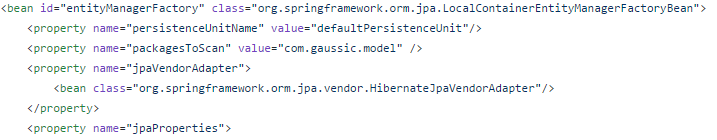 <bean id="entityManagerFactory" class="org.springframework.orm.jpa.LocalContainerEntityManagerFactoryBean">
<property name="persistenceUnitName" value="defaultPersistenceUnit"/>
<property name="packagesToScan" value="com.gaussic.model" />
<property name="jpaVendorAdapter">
<bean class="org.springframework.orm.jpa.vendor.HibernateJpaVendorAdapter"/>
</property>
<property name="jpaProperties">